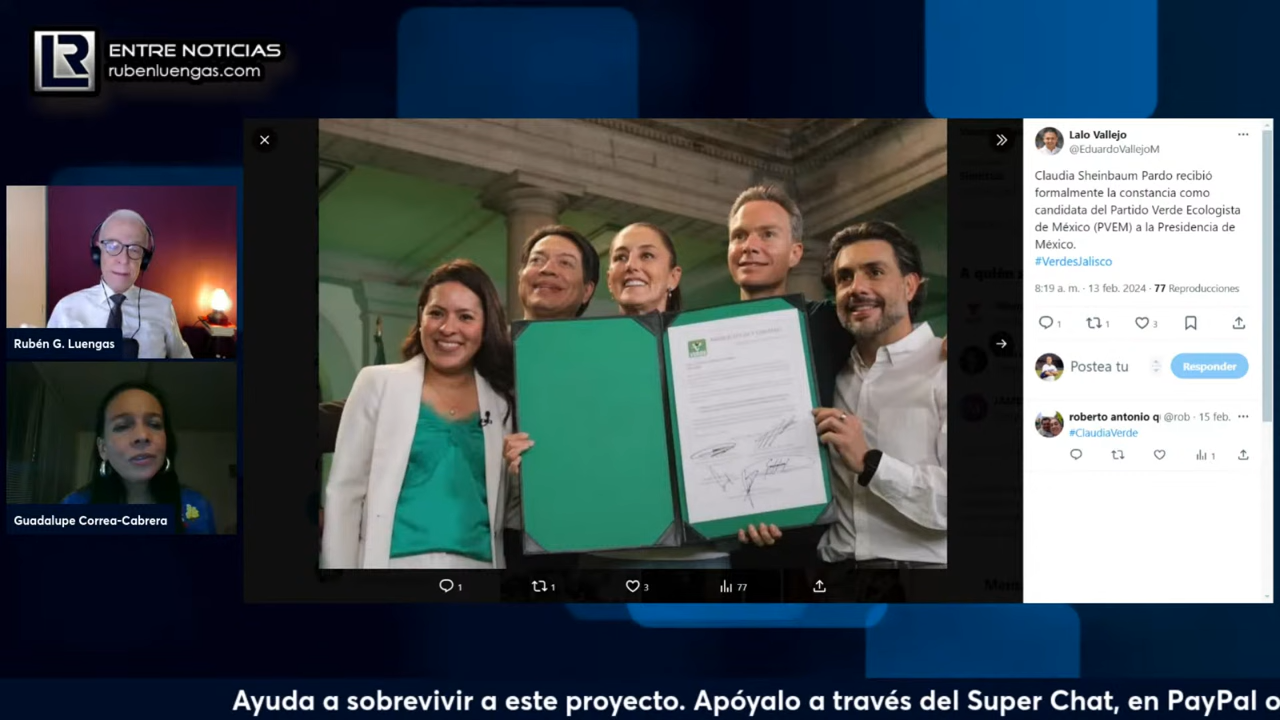 LR
ENTRE NOTICIAS
rubenluengas.com
Rubén G. Luengas
Guadalupe Correa-Cabrera
1
1
3
77
Lalo Vallejo
@EduardoVallejoM
Claudia Sheinbaum Pardo recibió
formalmente la constancia como
candidata del Partido Verde Ecologista
de México (PVEM) a la Presidencia de
México.
#VerdesJalisco
8:19 a. m. · 13 feb. 2024 · 77 Reproducciones
1
1
3
Postea tu
Responder
roberto antonio q @rob · 15 feb.
#ClaudiaVerde
1
Ayuda a sobrevivir a este proyecto. Apóyalo a través del Super Chat, en PayPal o